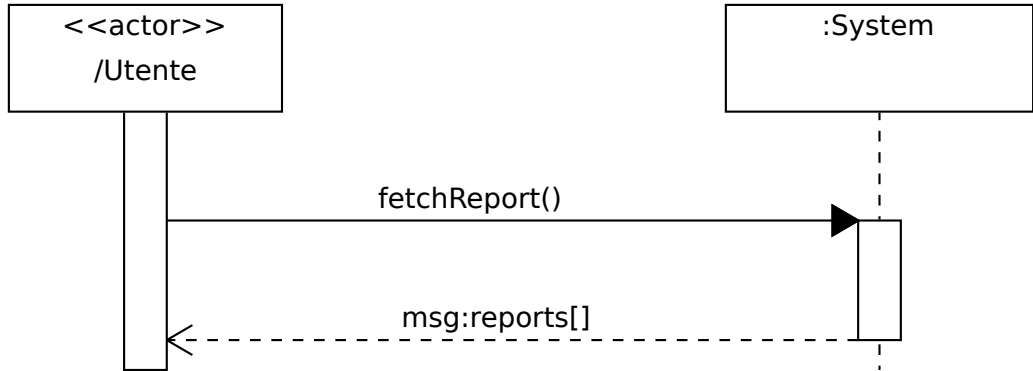 <<actor>>
/Utente
:System
fetchReport()
msg:reports[]